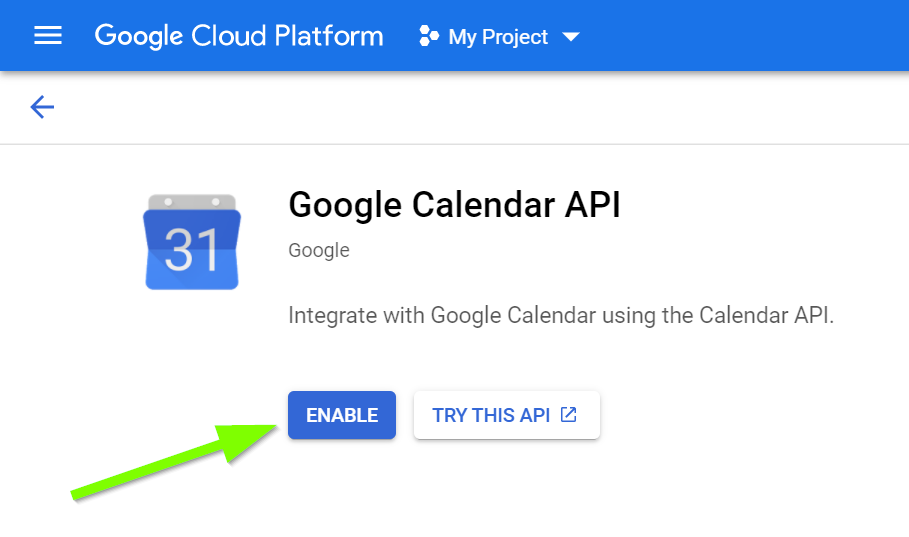 Google Cloud Platform My Project
Google Calendar API
31
Google
Integrate with Google Calendar using the Calendar API.
ENABLE TRY THIS API